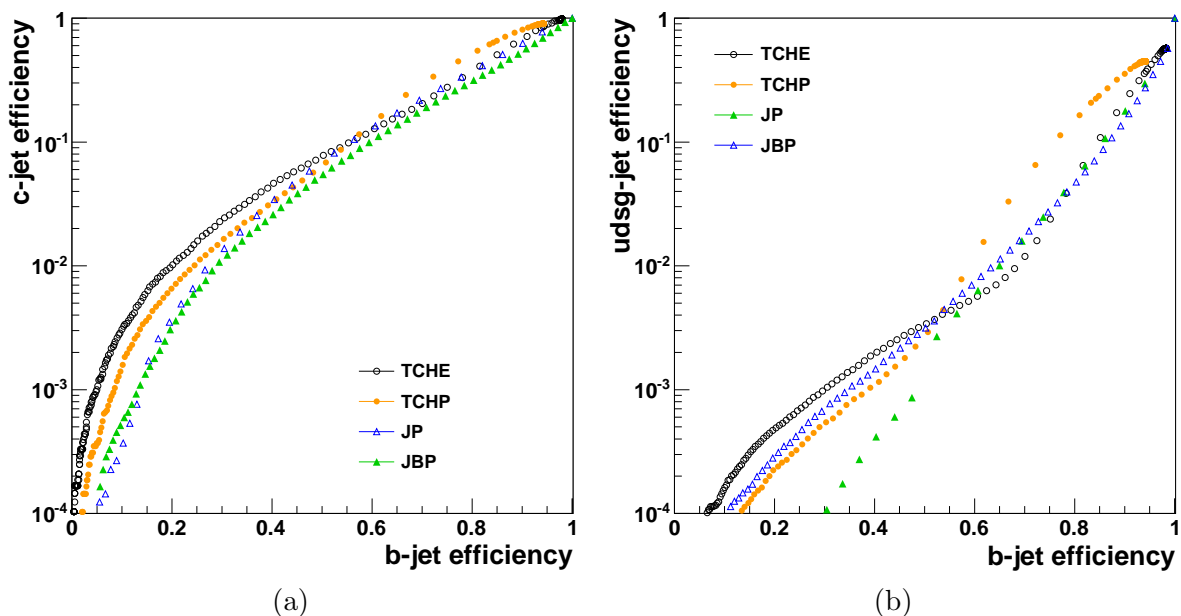 c-jet efficiency
1
10^-1
10^-2
10^-3
10^-4
TCHE
TCHP
JP
JBP
0 0.2 0.4 0.6 0.8 1
b-jet efficiency
(a)
udsg-jet efficiency
1
10^-1
10^-2
10^-3
10^-4
TCHE
TCHP
JP
JBP
0 0.2 0.4 0.6 0.8 1
b-jet efficiency
(b)